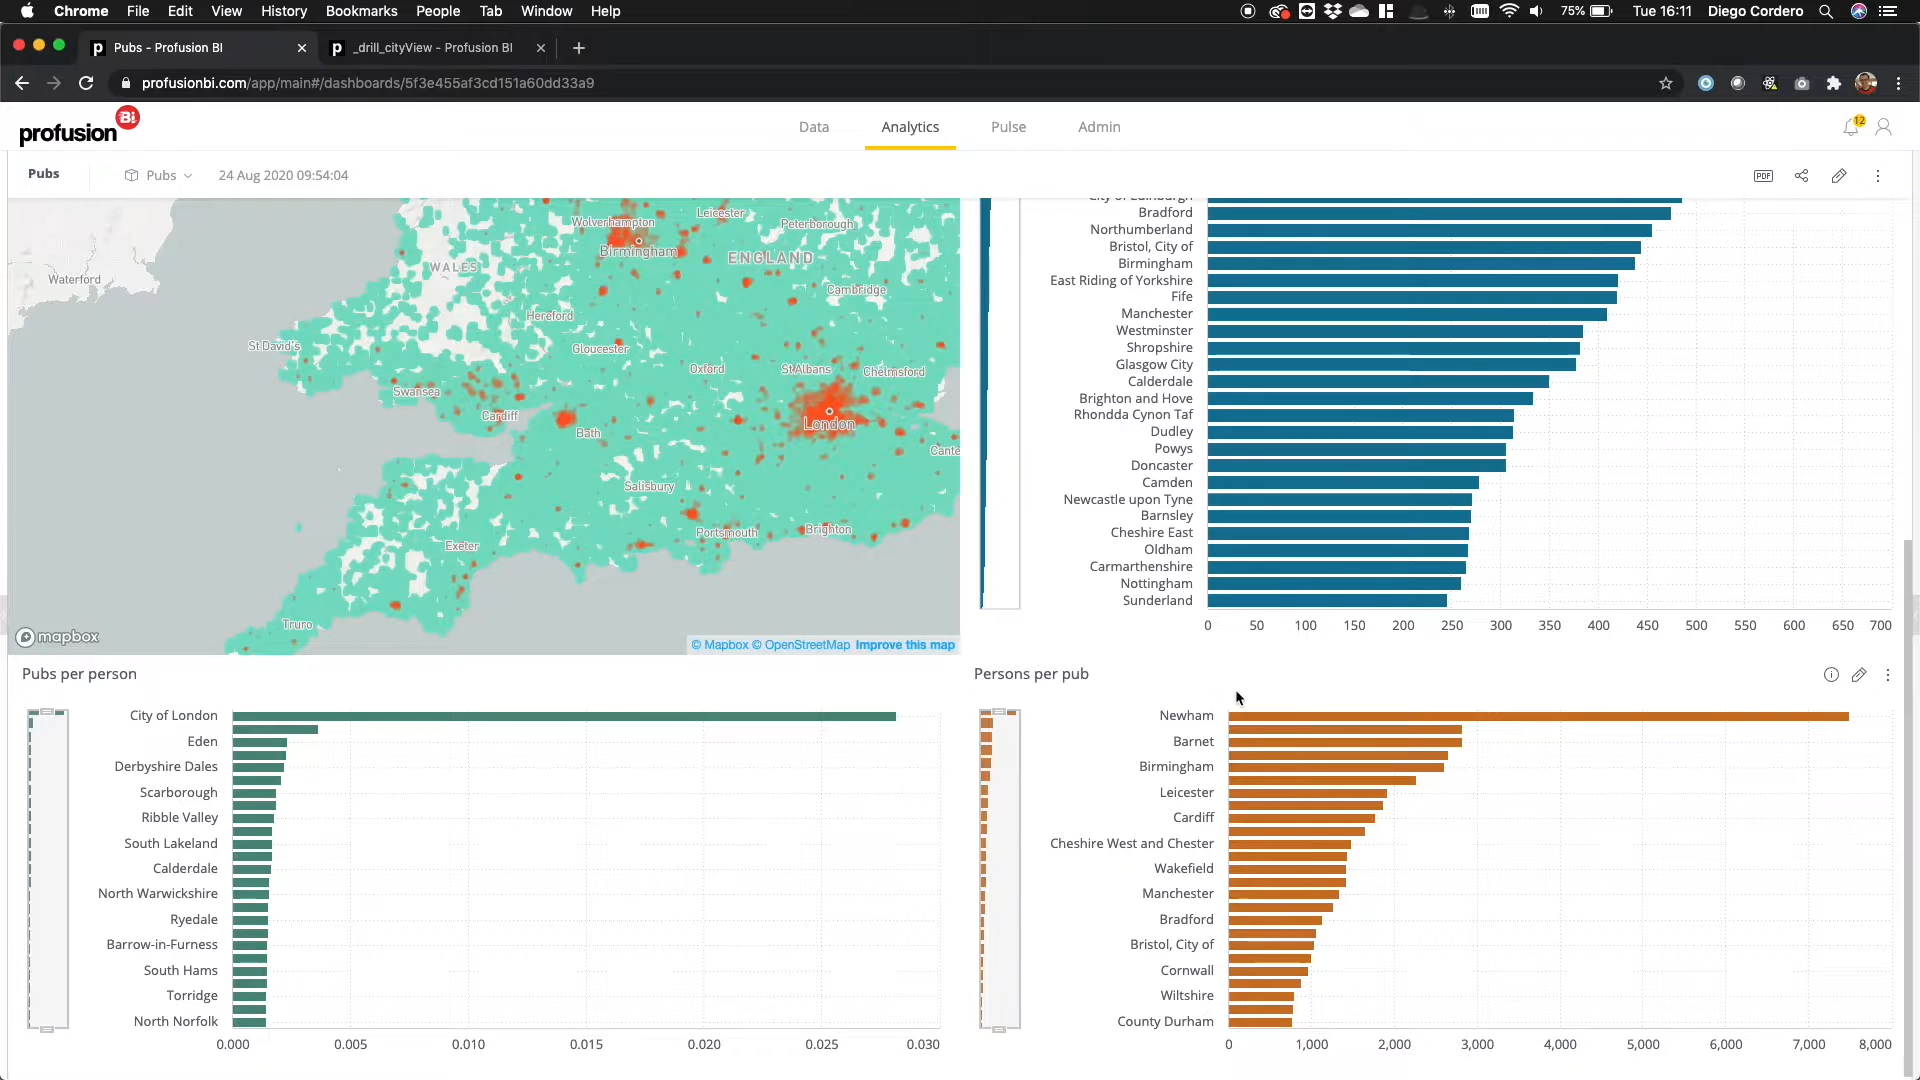 Chrome File Edit View History Bookmarks People Tab Window Help 75% Tue 16:11 Diego Cordero
Pubs - Profusion BI _drill_cityView - Profusion BI
profusionbi.com/app/main#/dashboards/5f3e455af3cd151a60dd33a9
profusion Bi
Data Analytics Pulse Admin 12
Pubs Pubs 24 Aug 2020 09:54:04 PDF
Wolverhampton
Leicester
Peterborough
Birmingham
ENGLAND
WALES
Waterford
Cambridge
Hereford
St David's
Gloucester
Oxford
St Albans
Chelmsford
Swansea
Cardiff
London
Bath
Cante
Salisbury
Portsmouth
Brighton
Exeter
Truro
mapbox
© Mapbox © OpenStreetMap Improve this map
City of Edinburgh
Bradford
Northumberland
Bristol, City of
Birmingham
East Riding of Yorkshire
Fife
Manchester
Westminster
Shropshire
Glasgow City
Calderdale
Brighton and Hove
Rhondda Cynon Taf
Dudley
Powys
Doncaster
Camden
Newcastle upon Tyne
Barnsley
Cheshire East
Oldham
Carmarthenshire
Nottingham
Sunderland
0 50 100 150 200 250 300 350 400 450 500 550 600 650 700
Pubs per person
City of London
Eden
Derbyshire Dales
Scarborough
Ribble Valley
South Lakeland
Calderdale
North Warwickshire
Ryedale
Barrow-in-Furness
South Hams
Torridge
North Norfolk
0.000 0.005 0.010 0.015 0.020 0.025 0.030
Persons per pub
Newham
Barnet
Birmingham
Leicester
Cardiff
Cheshire West and Chester
Wakefield
Manchester
Bradford
Bristol, City of
Cornwall
Wiltshire
County Durham
0 1,000 2,000 3,000 4,000 5,000 6,000 7,000 8,000